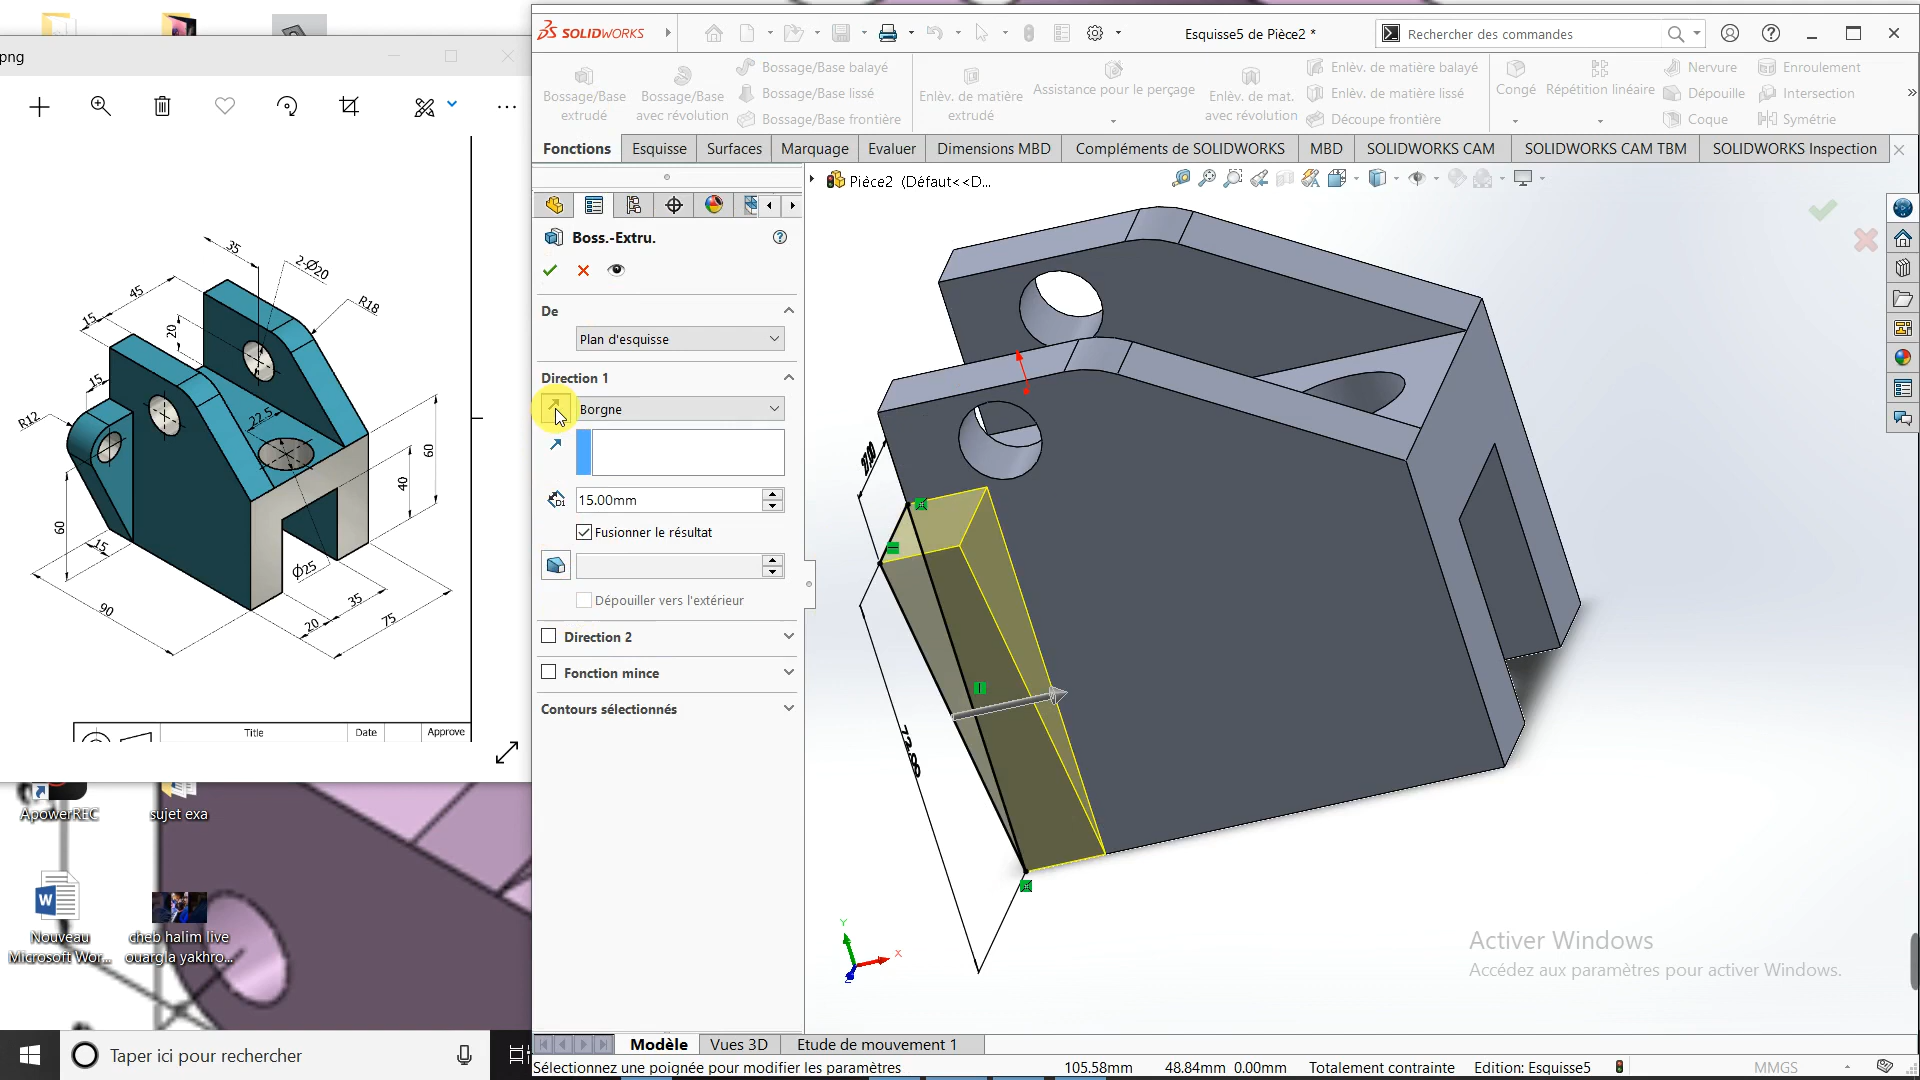 png
SOLIDWORKS
Esquisse5 de Pièce2 *
Rechercher des commandes
Bossage/Base extrudé
Bossage/Base avec révolution
Bossage/Base balayé
Bossage/Base lissé
Bossage/Base frontière
Enlèv. de matière extrudé
Assistance pour le perçage
Enlèv. de mat. avec révolution
Enlèv. de matière balayé
Enlèv. de matière lissé
Découpe frontière
Congé
Répétition linéaire
Nervure
Dépouille
Coque
Enroulement
Intersection
Symétrie
Fonctions
Esquisse
Surfaces
Marquage
Evaluer
Dimensions MBD
Compléments de SOLIDWORKS
MBD
SOLIDWORKS CAM
SOLIDWORKS CAM TBM
SOLIDWORKS Inspection
Pièce2 (Défaut<<D...
Boss.-Extru.
De
Plan d'esquisse
Direction 1
Borgne
D1
15.00mm
Fusionner le résultat
Dépouiller vers l'extérieur
Direction 2
Fonction mince
Contours sélectionnés
35
2-Ø20
45
R18
15
20
15
R12
22.5
60
40
60
15
Ø25
35
90
20
75
Title
Date
Approve
27.00
72.00
Y
X
Z
Activer Windows
Accédez aux paramètres pour activer Windows.
ApowerREC
sujet exa
Nouveau
Microsoft Wor...
cheb halim live
ouargla yakhro...
Taper ici pour rechercher
Modèle
Vues 3D
Etude de mouvement 1
Sélectionnez une poignée pour modifier les paramètres
105.58mm
48.84mm
0.00mm
Totalement contrainte
Edition: Esquisse5
MMGS